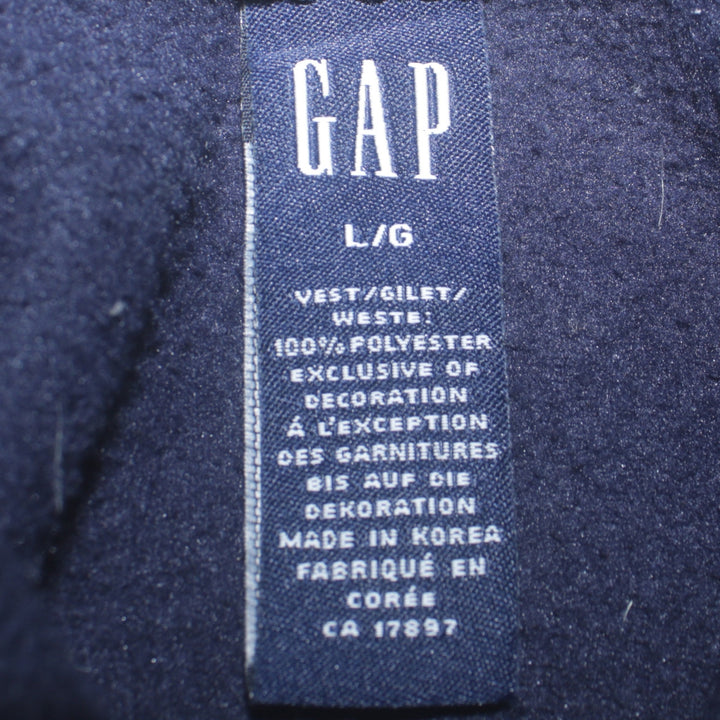 GAP
L/G
VEST/GILET/
WESTE:
100% POLYESTER
EXCLUSIVE OF
DECORATION
Á L'EXCEPTION
DES GARNITURES
BIS AUF DIE
DEKORATION
MADE IN KOREA
FABRIQUÉ EN
CORÉE
CA 17897